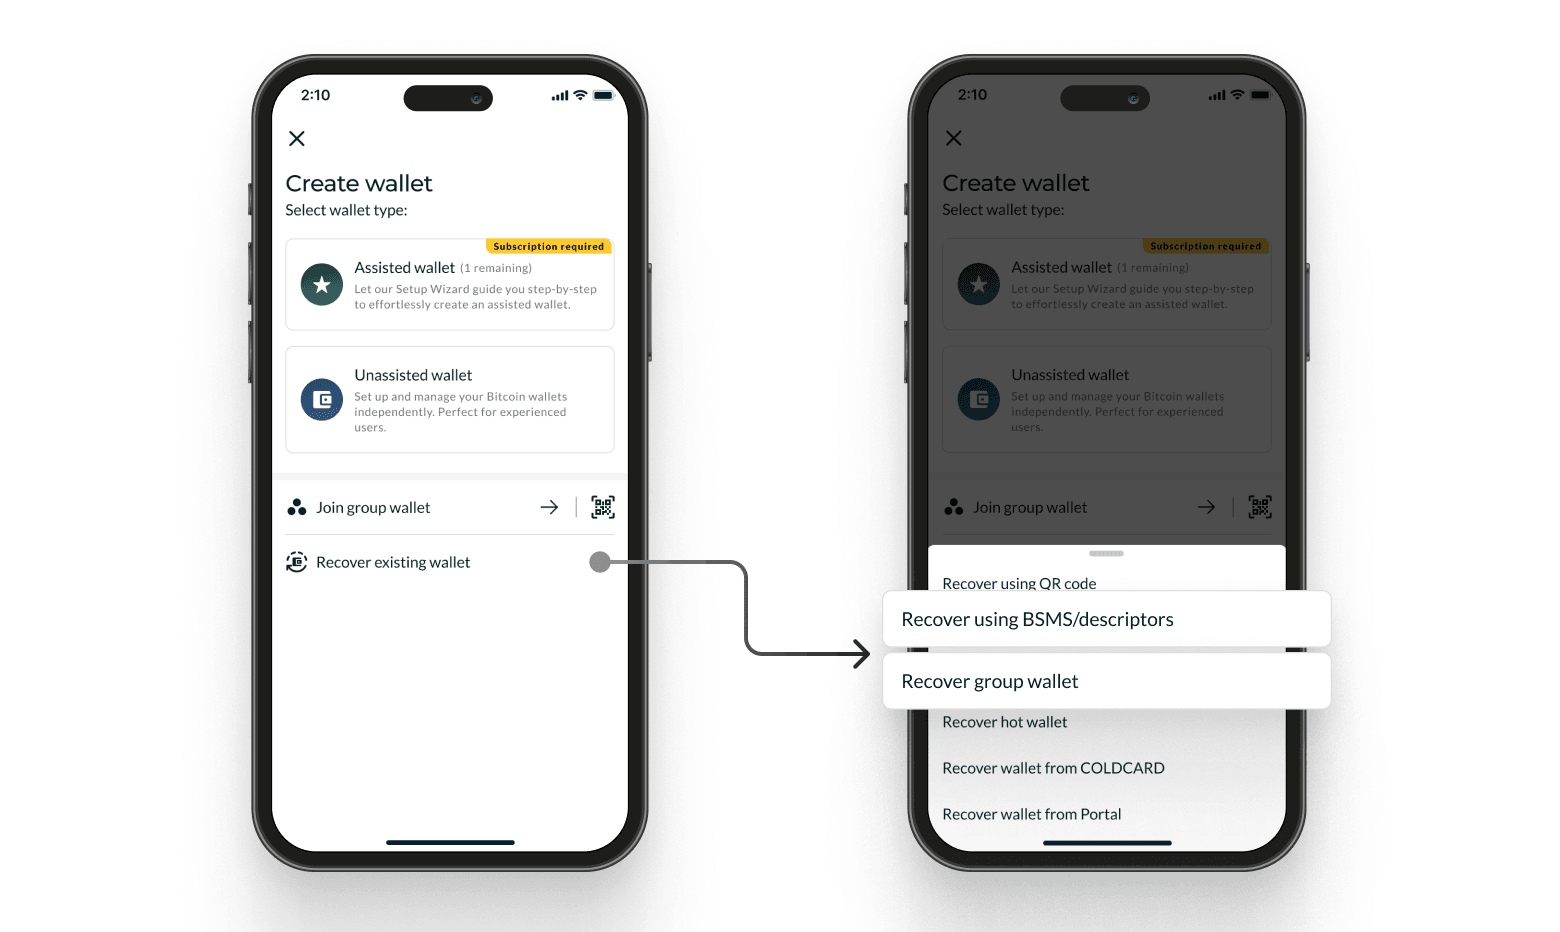 2:10
Create wallet
Select wallet type:
Subscription required
Assisted wallet (1 remaining)
Let our Setup Wizard guide you step-by-step
to effortlessly create an assisted wallet.
Unassisted wallet
Set up and manage your Bitcoin wallets
independently. Perfect for experienced
users.
Join group wallet
Recover existing wallet
2:10
Create wallet
Select wallet type:
Subscription required
Assisted wallet (1 remaining)
Let our Setup Wizard guide you step-by-step
to effortlessly create an assisted wallet.
Unassisted wallet
Set up and manage your Bitcoin wallets
independently. Perfect for experienced
users.
Join group wallet
Recover using QR code
Recover using BSMS/descriptors
Recover group wallet
Recover hot wallet
Recover wallet from COLDCARD
Recover wallet from Portal